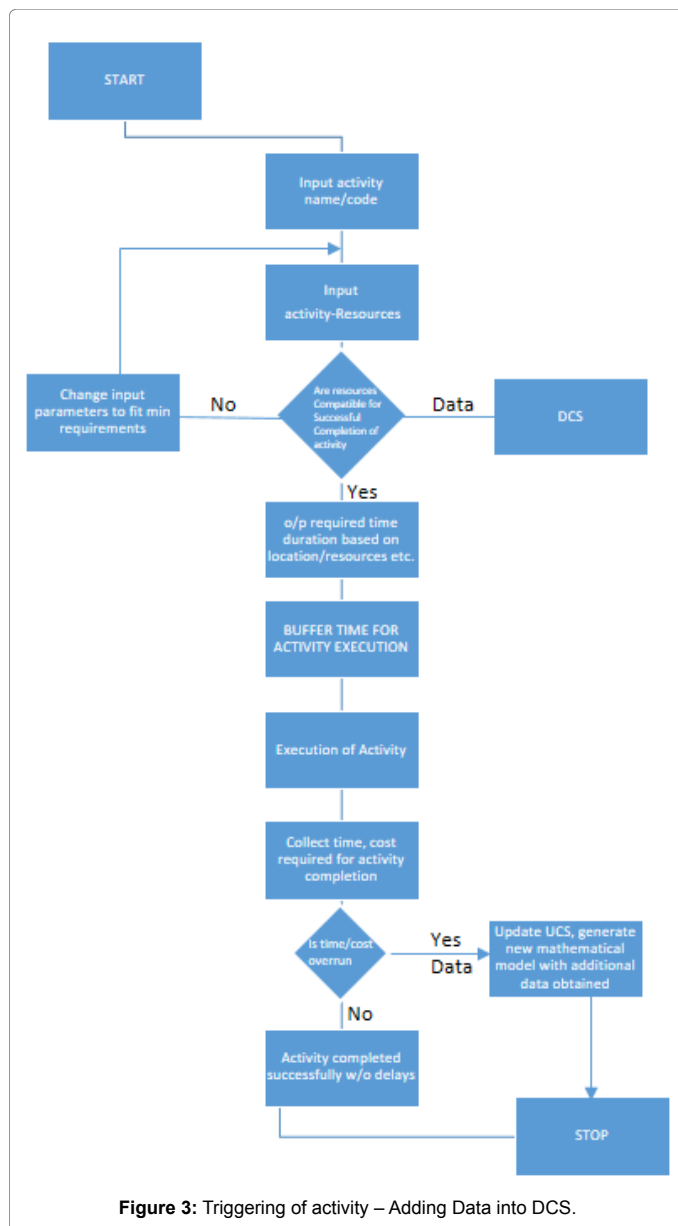 START
Input activity
name/code
Input
activity-Resources
Change input
parameters to fit min
requirements
No
Are resources
Compatible for
Successful
Completion of
activity
Data
DCS
Yes
o/p required time
duration based on
location/resources etc.
BUFFER TIME FOR
ACTIVITY EXECUTION
Execution of Activity
Collect time, cost
required for activity
completion
Is time/cost
overrun
Yes
Data
Update UCS, generate
new mathematical
model with additional
data obtained
No
Activity completed
successfully w/o delays
STOP
Figure 3: Triggering of activity – Adding Data into DCS.